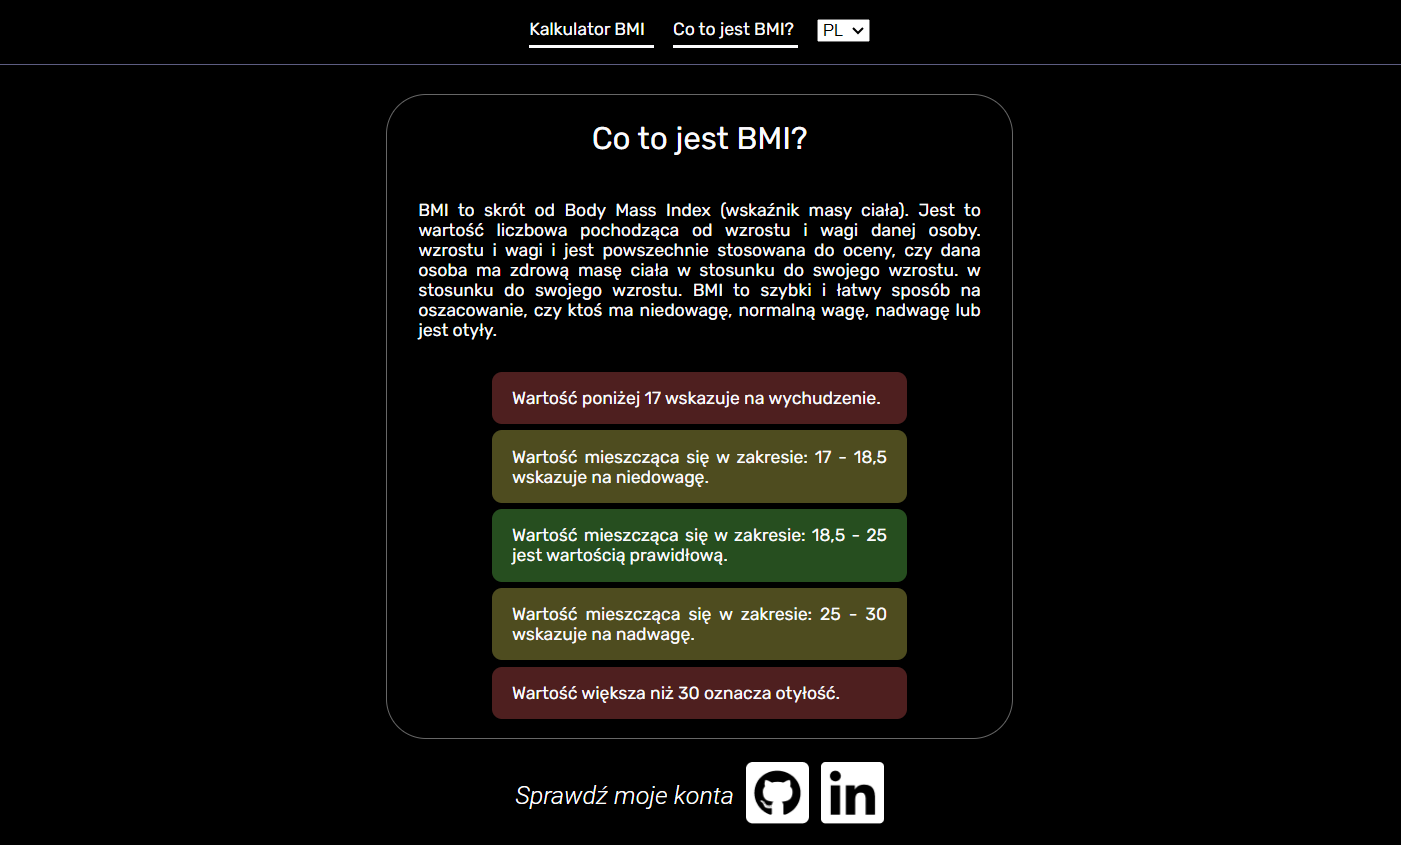 Kalkulator BMI Co to jest BMI? PL
Co to jest BMI?
BMI to skrót od Body Mass Index (wskaźnik masy ciała). Jest to
wartość liczbowa pochodząca od wzrostu i wagi danej osoby.
wzrostu i wagi i jest powszechnie stosowana do oceny, czy dana
osoba ma zdrową masę ciała w stosunku do swojego wzrostu. w
stosunku do swojego wzrostu. BMI to szybki i łatwy sposób na
oszacowanie, czy ktoś ma niedowagę, normalną wagę, nadwagę lub
jest otyły.
Wartość poniżej 17 wskazuje na wychudzenie.
Wartość mieszcząca się w zakresie: 17 - 18,5
wskazuje na niedowagę.
Wartość mieszcząca się w zakresie: 18,5 - 25
jest wartością prawidłową.
Wartość mieszcząca się w zakresie: 25 - 30
wskazuje na nadwagę.
Wartość większa niż 30 oznacza otyłość.
Sprawdź moje konta in